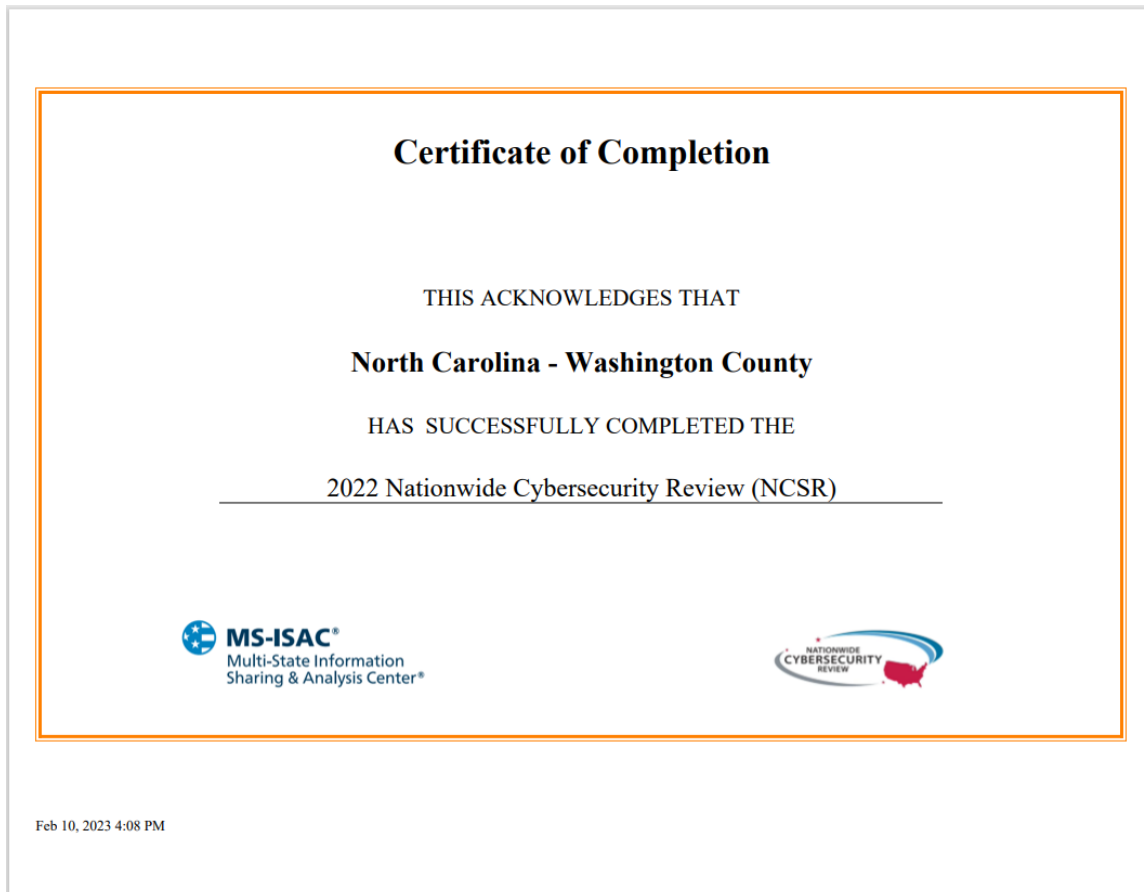 Certificate of Completion
THIS ACKNOWLEDGES THAT
North Carolina - Washington County
HAS  SUCCESSFULLY COMPLETED THE
2022 Nationwide Cybersecurity Review (NCSR)
MS-ISAC®
Multi-State Information
Sharing & Analysis Center®
NATIONWIDE
CYBERSECURITY
REVIEW
Feb 10, 2023 4:08 PM